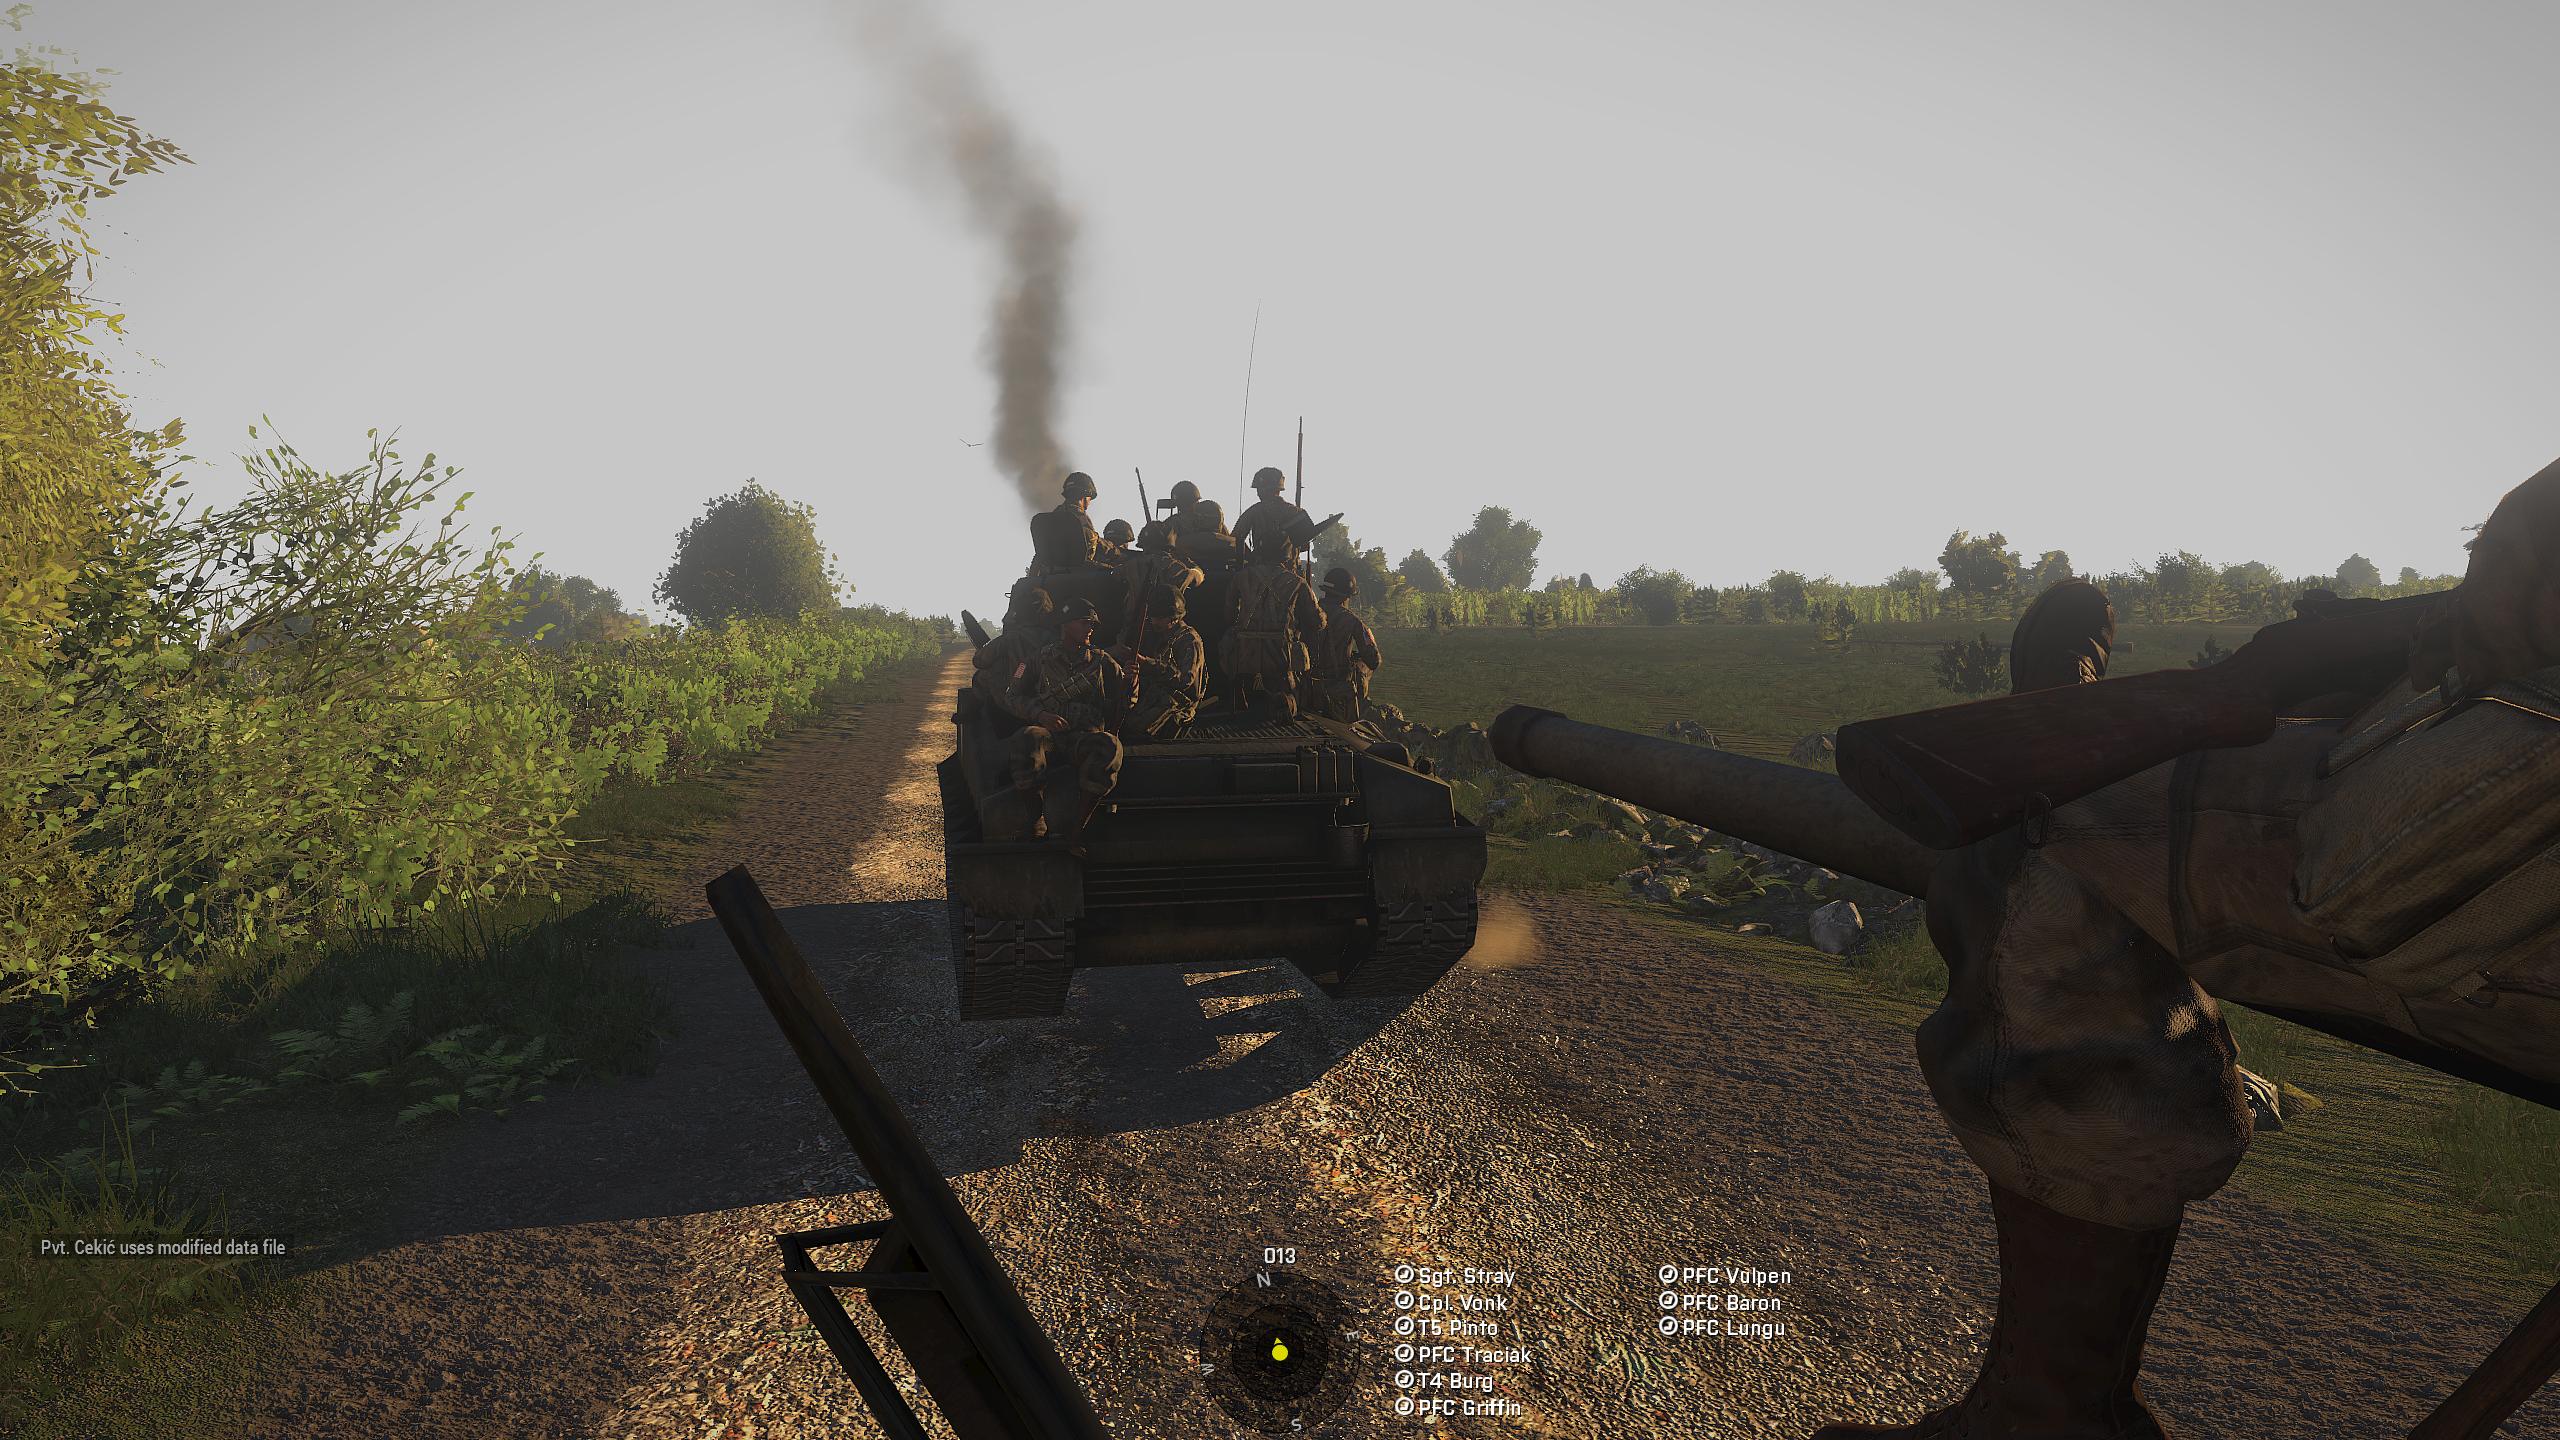 Pvt. Cekić uses modified data file
013
N
E
W
S
Sgt. Stray
Cpl. Vonk
T5 Pinto
PFC Traciak
T4 Burg
PFC Griffin
PFC Vulpen
PFC Baron
PFC Lungu